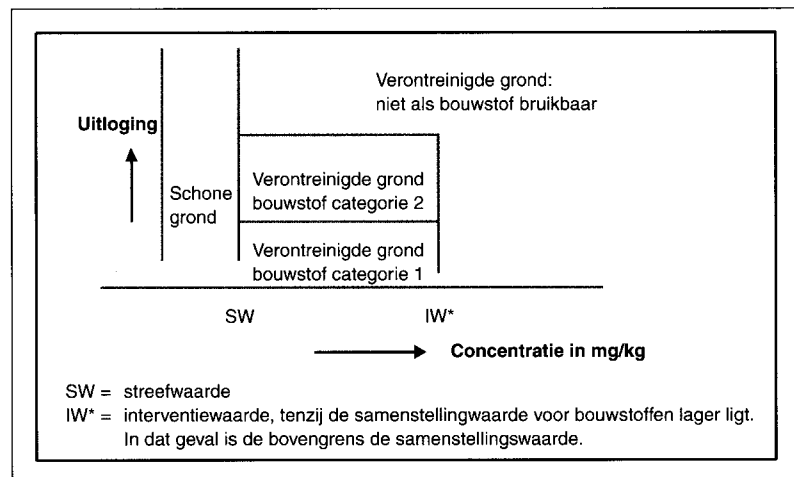 Verontreinigde grond:
niet als bouwstof bruikbaar
Uitloging
Schone
grond
Verontreinigde grond
bouwstof categorie 2
Verontreinigde grond
bouwstof categorie 1
SW
IW*
Concentratie in mg/kg
SW = streefwaarde
IW* = interventiewaarde, tenzij de samenstellingwaarde voor bouwstoffen lager ligt.
In dat geval is de bovengrens de samenstellingswaarde.